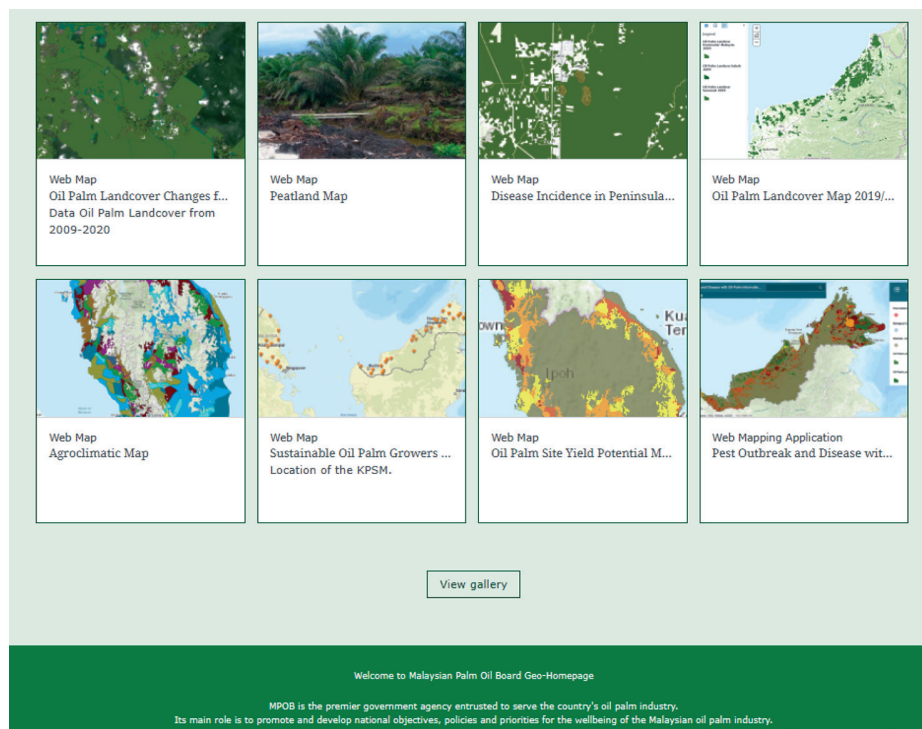 Web Map
Oil Palm Landcover Changes f...
Data Oil Palm Landcover from
2009-2020
Web Map
Peatland Map
Web Map
Disease Incidence in Peninsula...
Web Map
Oil Palm Landcover Map 2019/...
Ipoh
Web Map
Agroclimatic Map
Web Map
Sustainable Oil Palm Growers ...
Location of the KPSM.
Web Map
Oil Palm Site Yield Potential M...
Web Mapping Application
Pest Outbreak and Disease wit...
View gallery
Welcome to Malaysian Palm Oil Board Geo-Homepage
MPOB is the premier government agency entrusted to serve the country's oil palm industry.
Its main role is to promote and develop national objectives, policies and priorities for the wellbeing of the Malaysian oil palm industry.